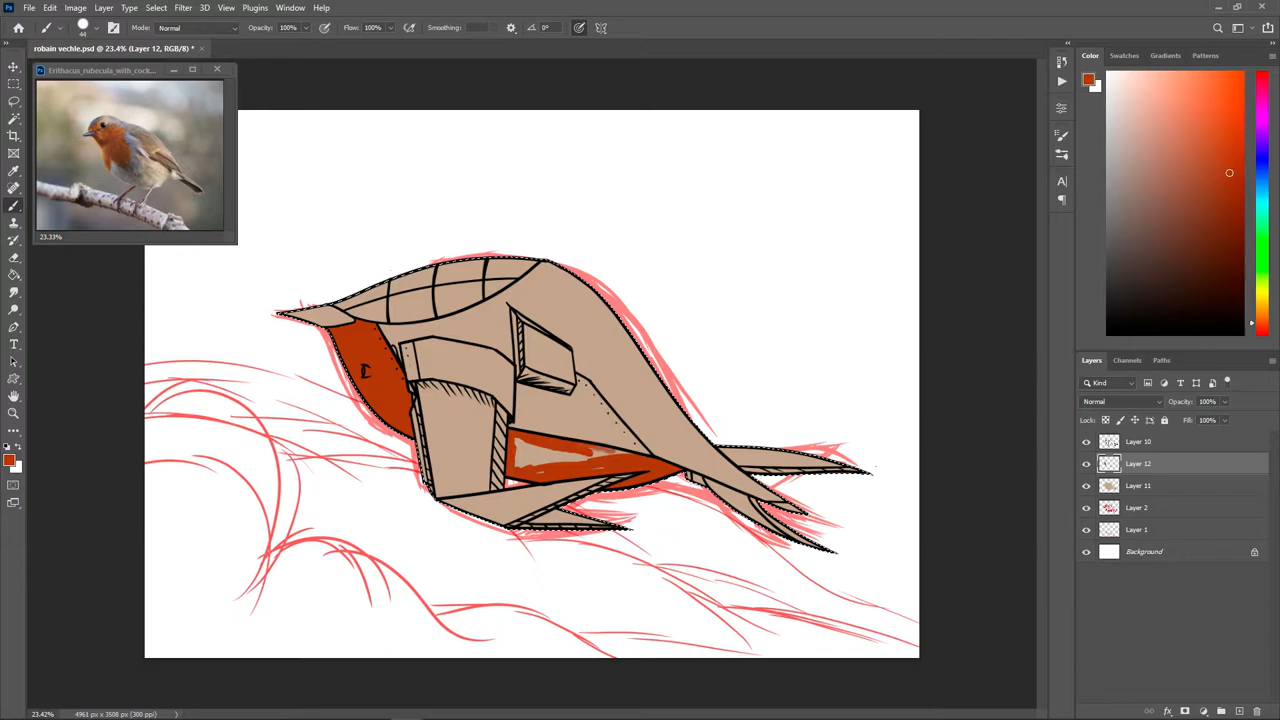 File Edit Image Layer Type Select Filter 3D View Plugins Window Help
44 Mode: Normal Opacity: 100% Flow: 100% Smoothing: 0°
robain vechle.psd @ 23.4% (Layer 12, RGB/8) *
Erithacus_rubecula_with_cock...
23.33%
Color Swatches Gradients Patterns
Layers Channels Paths
Kind
Normal Opacity: 100%
Lock: Fill: 100%
Layer 10
Layer 12
Layer 11
Layer 2
Layer 1
Background
23.42% 4961 px x 3508 px (300 ppi)